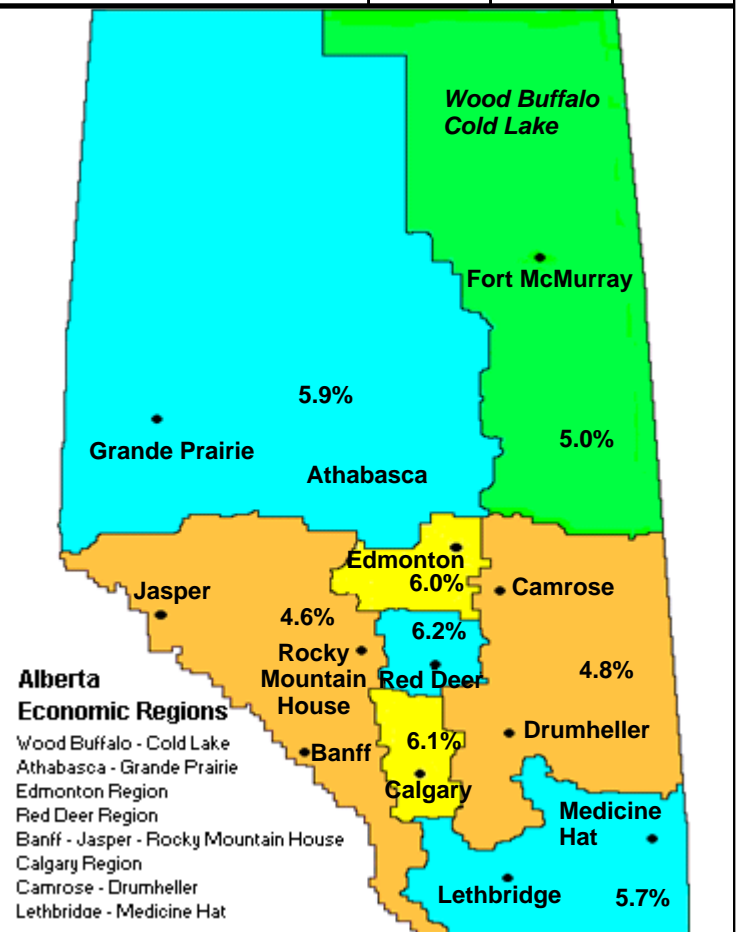 Wood Buffalo
Cold Lake
Fort McMurray
5.9%
5.0%
Grande Prairie
Athabasca
Edmonton
6.0%
Jasper
Camrose
4.6%
6.2%
Rocky
Mountain
House
Red Deer
4.8%
Banff
6.1%
Drumheller
Calgary
Medicine
Hat
Lethbridge
5.7%
Alberta
Economic Regions
Wood Buffalo - Cold Lake
Athabasca - Grande Prairie
Edmonton Region
Red Deer Region
Banff - Jasper - Rocky Mountain House
Calgary Region
Camrose - Drumheller
Lethbridge - Medicine Hat